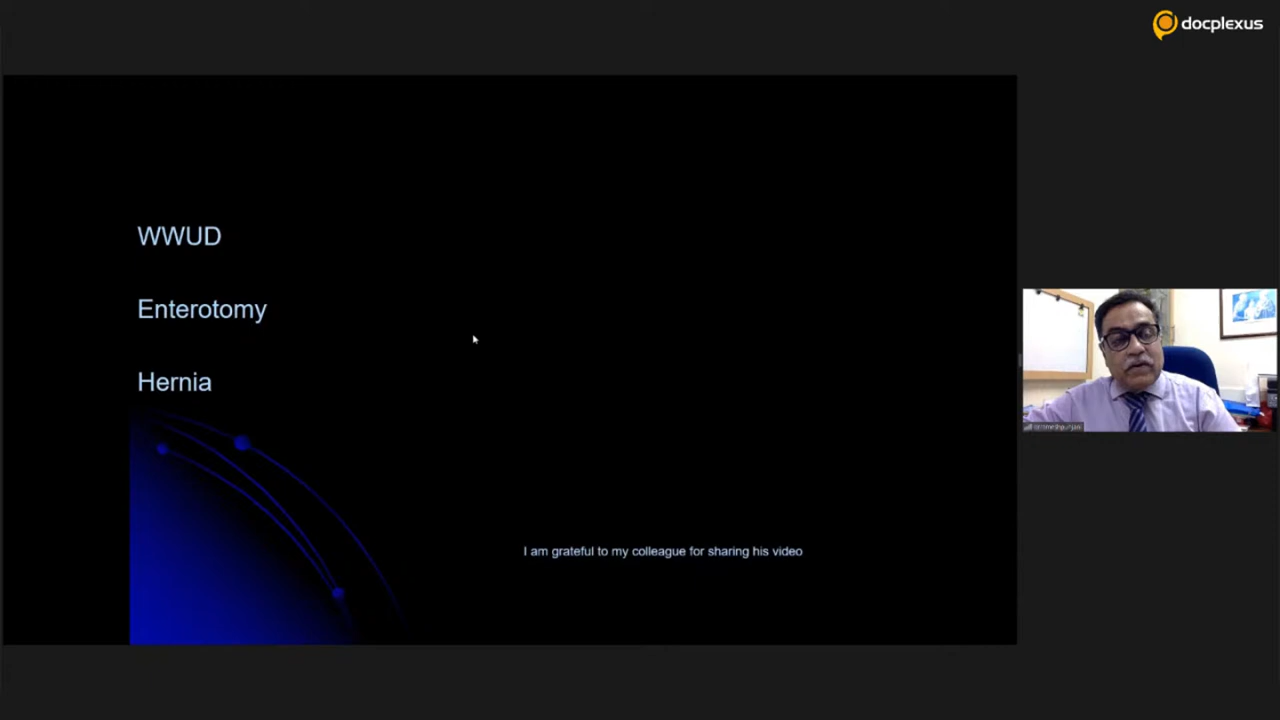 docplexus
WWUD
Enterotomy
Hernia
I am grateful to my colleague for sharing his video